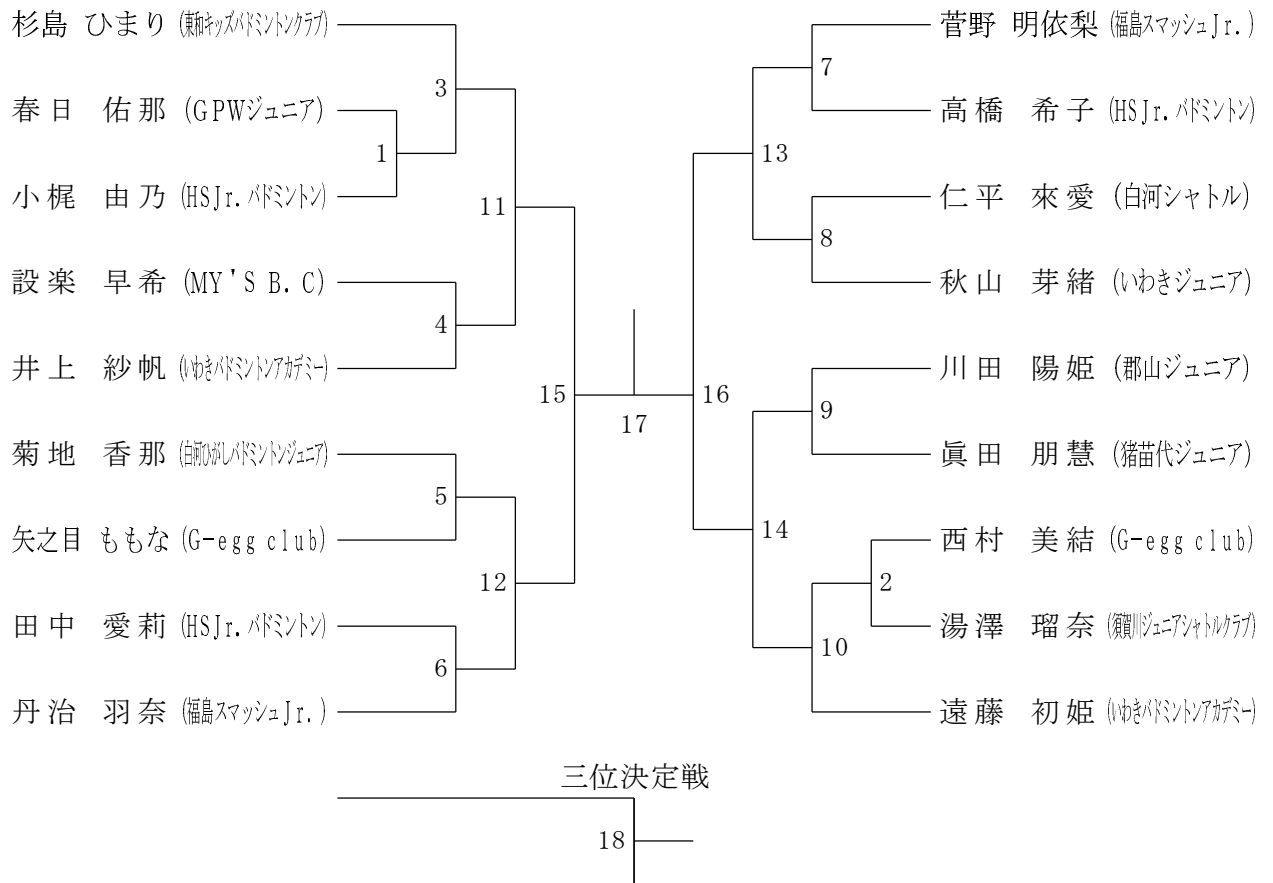 杉島 ひまり (東和キッズバドミントンクラブ)
3
春日 佑那 (GPWジュニア)
1
小梶 由乃 (HSJr.バドミントン)
11
設楽 早希 (MY'S B.C)
4
井上 紗帆 (いわきバドミントンアカデミー)
15
菊地 香那 (白河ひがしバドミントンジュニア)
5
矢之目 ももな (G-egg club)
12
田中 愛莉 (HSJr.バドミントン)
6
丹治 羽奈 (福島スマッシュJr.)
17
菅野 明依梨 (福島スマッシュJr.)
7
高橋 希子 (HSJr.バドミントン)
13
仁平 來愛 (白河シャトル)
8
秋山 芽緒 (いわきジュニア)
16
川田 陽姫 (郡山ジュニア)
9
眞田 朋慧 (猪苗代ジュニア)
14
西村 美結 (G-egg club)
2
湯澤 瑠奈 (須賀川ジュニアシャトルクラブ)
10
遠藤 初姫 (いわきバドミントンアカデミー)
三位決定戦
18